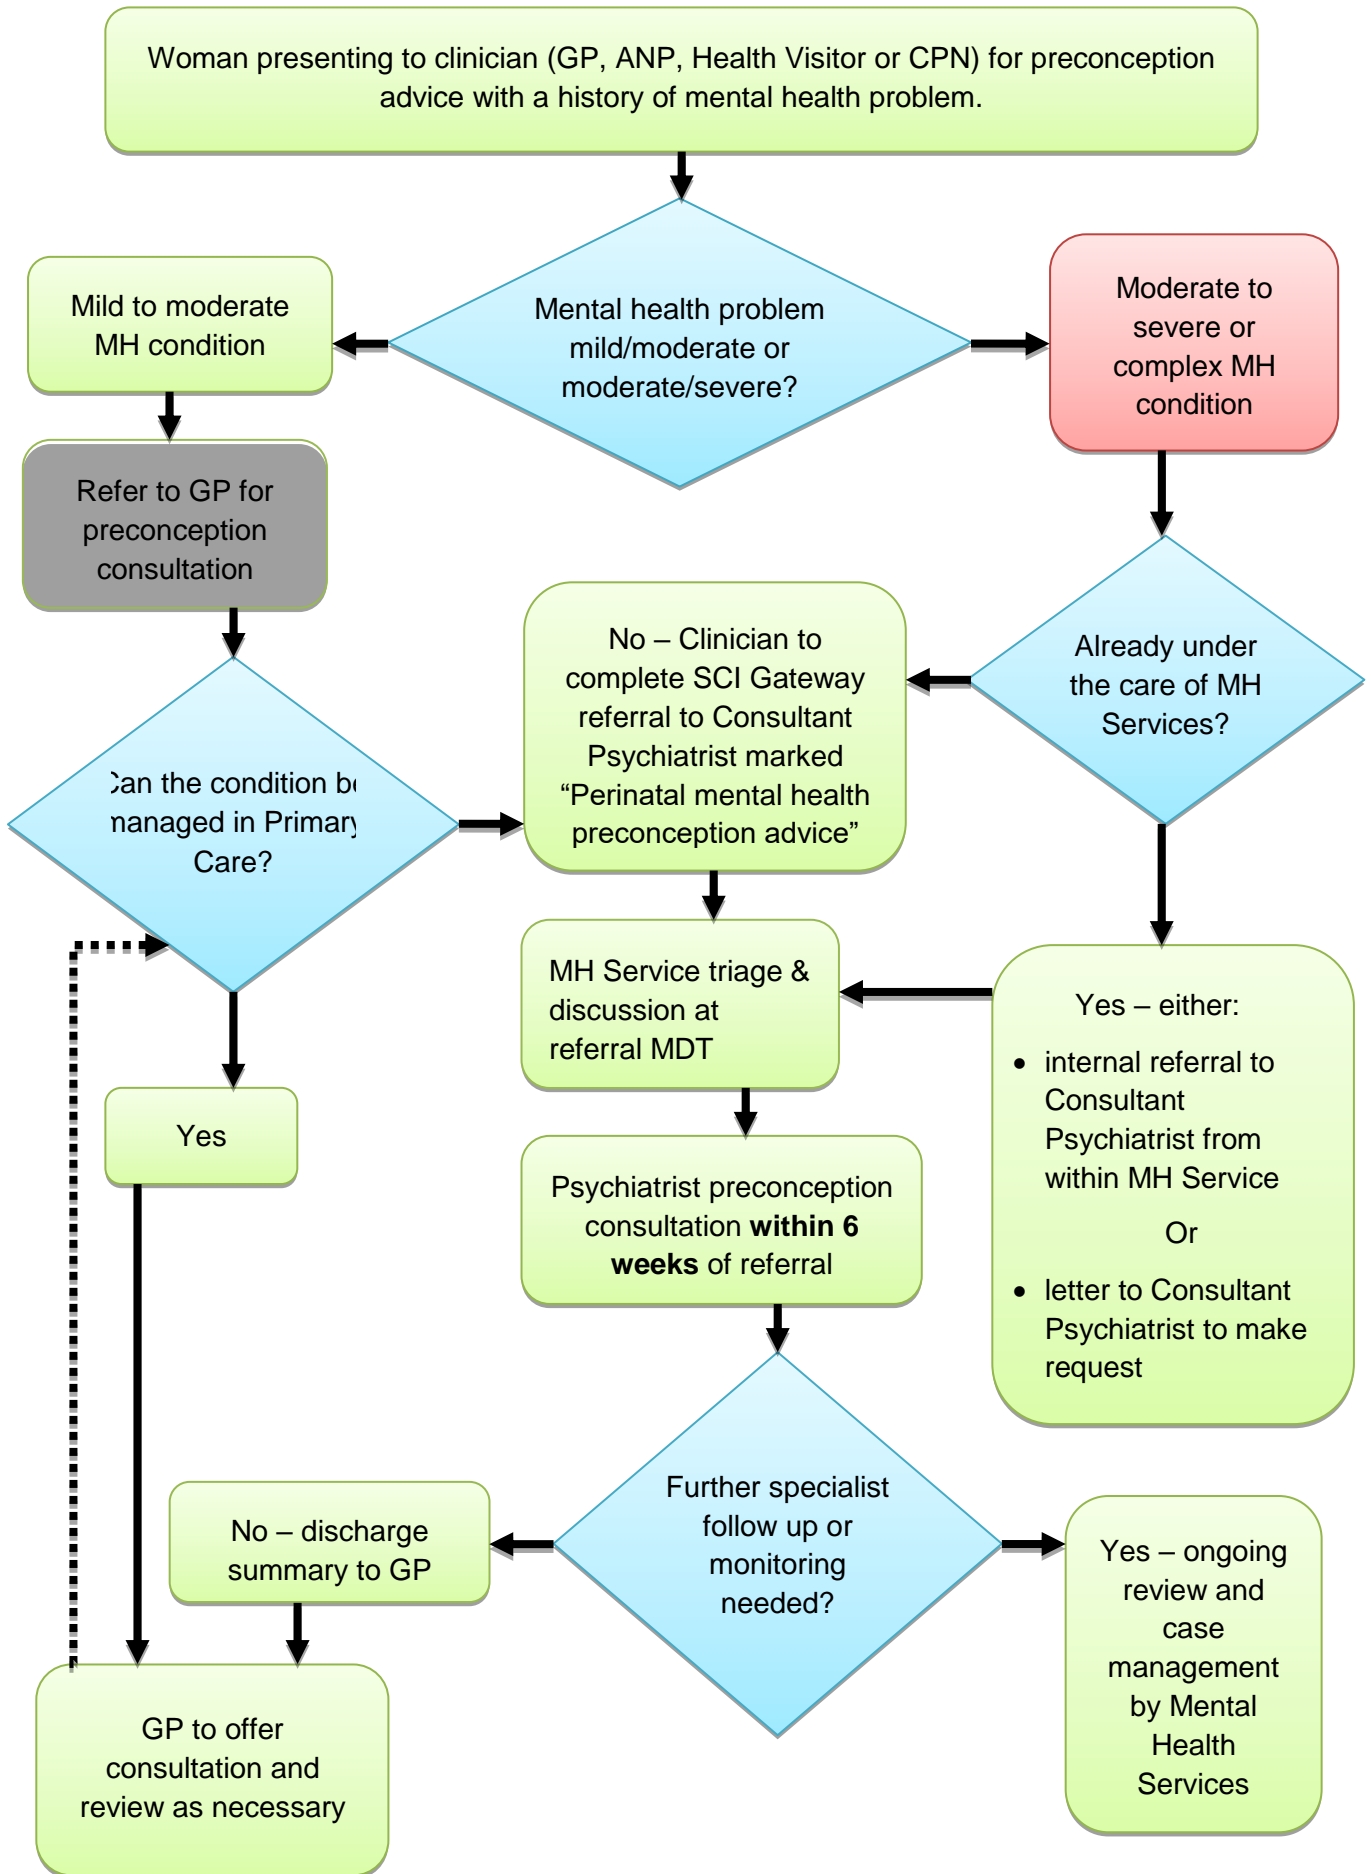 Woman presenting to clinician (GP, ANP, Health Visitor or CPN) for preconception
advice with a history of mental health problem.
Mental health problem
mild/moderate or
moderate/severe?
Mild to moderate
MH condition
Moderate to
severe or
complex MH
condition
Refer to GP for
preconception
consultation
No – Clinician to
complete SCI Gateway
referral to Consultant
Psychiatrist marked
“Perinatal mental health
preconception advice”
Already under
the care of MH
Services?
Can the condition be
managed in Primary
Care?
MH Service triage &
discussion at
referral MDT
Yes – either:
• internal referral to
Consultant
Psychiatrist from
within MH Service
Or
• letter to Consultant
Psychiatrist to make
request
Yes
Psychiatrist preconception
consultation within 6
weeks of referral
Further specialist
follow up or
monitoring
needed?
No – discharge
summary to GP
Yes – ongoing
review and
case
management
by Mental
Health
Services
GP to offer
consultation and
review as necessary